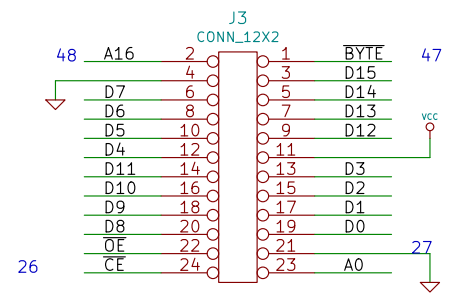 J3
CONN_12X2
48 A16 2 1 BYTE 47
4 3 D15
D7 6 5 D14
D6 8 7 D13
VCC
D5 10 9 D12
D4 12 11
D11 14 13 D3
D10 16 15 D2
D9 18 17 D1
D8 20 19 D0
OE 22 21 27
26 CE 24 23 A0